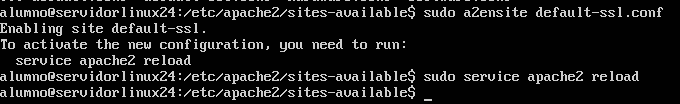 alumno@servidorlinux24:/etc/apache2/sites-available$ sudo a2ensite default-ssl.conf
Enabling site default-ssl.
To activate the new configuration, you need to run:
  service apache2 reload
alumno@servidorlinux24:/etc/apache2/sites-available$ sudo service apache2 reload
alumno@servidorlinux24:/etc/apache2/sites-available$ _